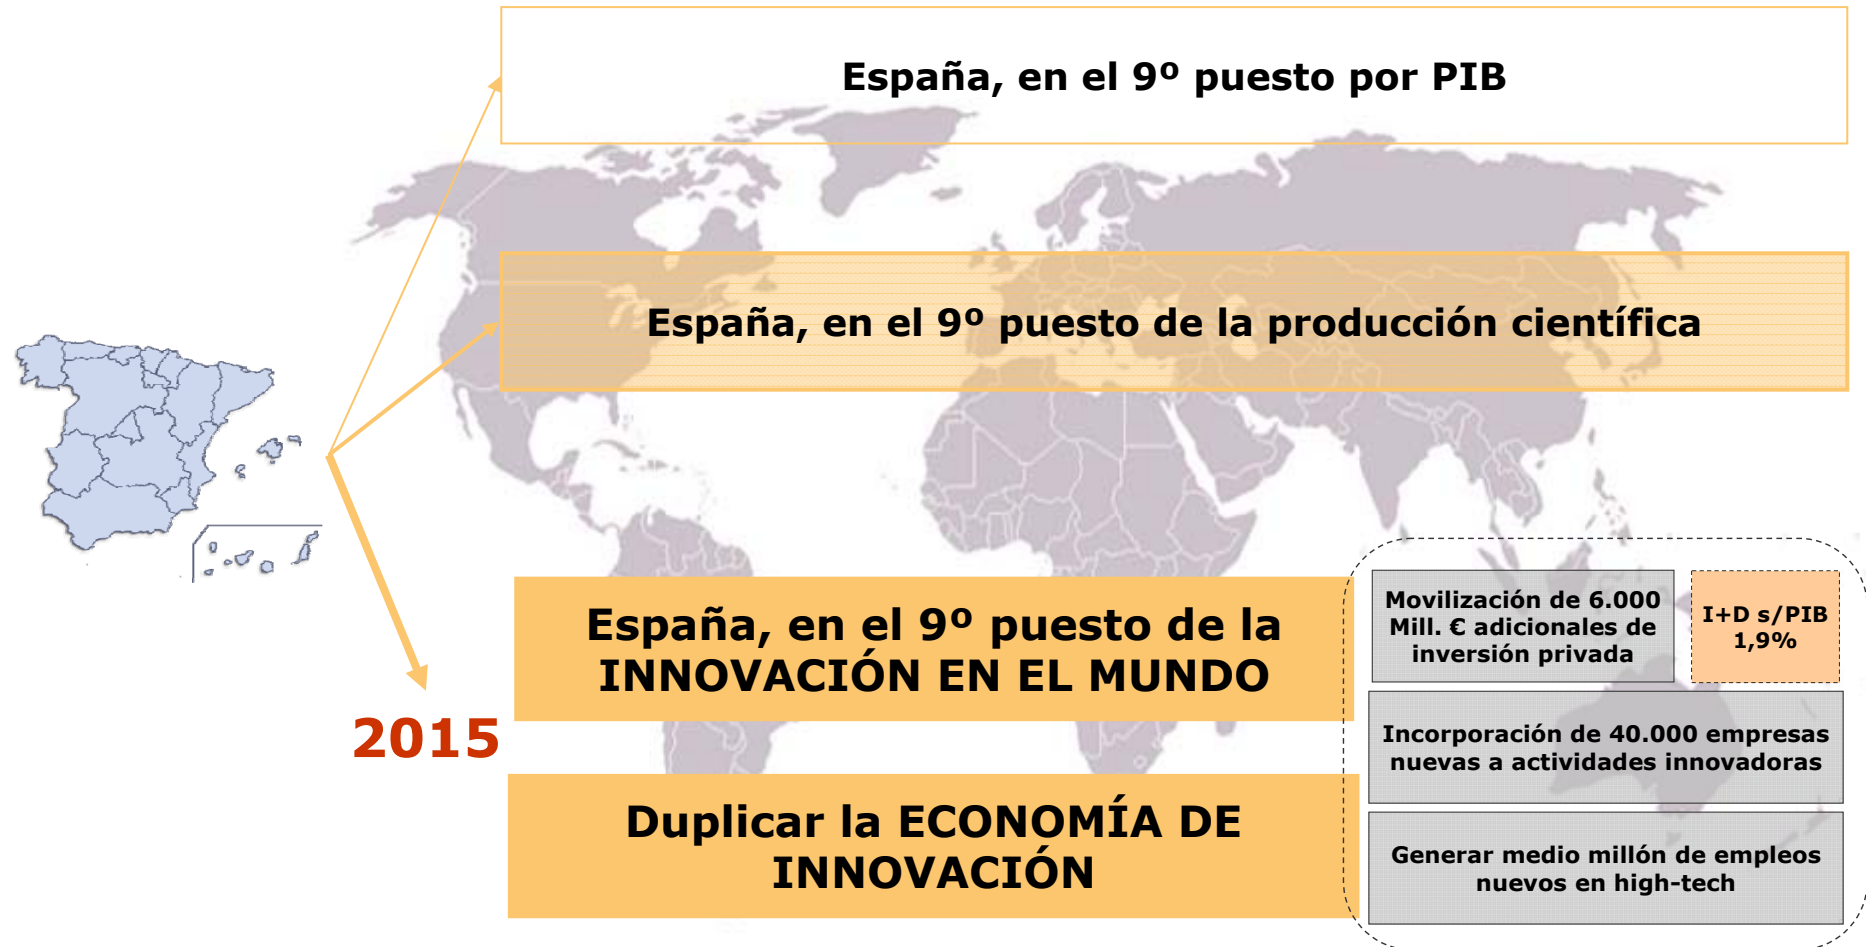 España, en el 9º puesto por PIB
España, en el 9º puesto de la producción científica
España, en el 9º puesto de la
INNOVACIÓN EN EL MUNDO
2015
Duplicar la ECONOMÍA DE
INNOVACIÓN
Movilización de 6.000
Mill. € adicionales de
inversión privada
I+D s/PIB
1,9%
Incorporación de 40.000 empresas
nuevas a actividades innovadoras
Generar medio millón de empleos
nuevos en high-tech